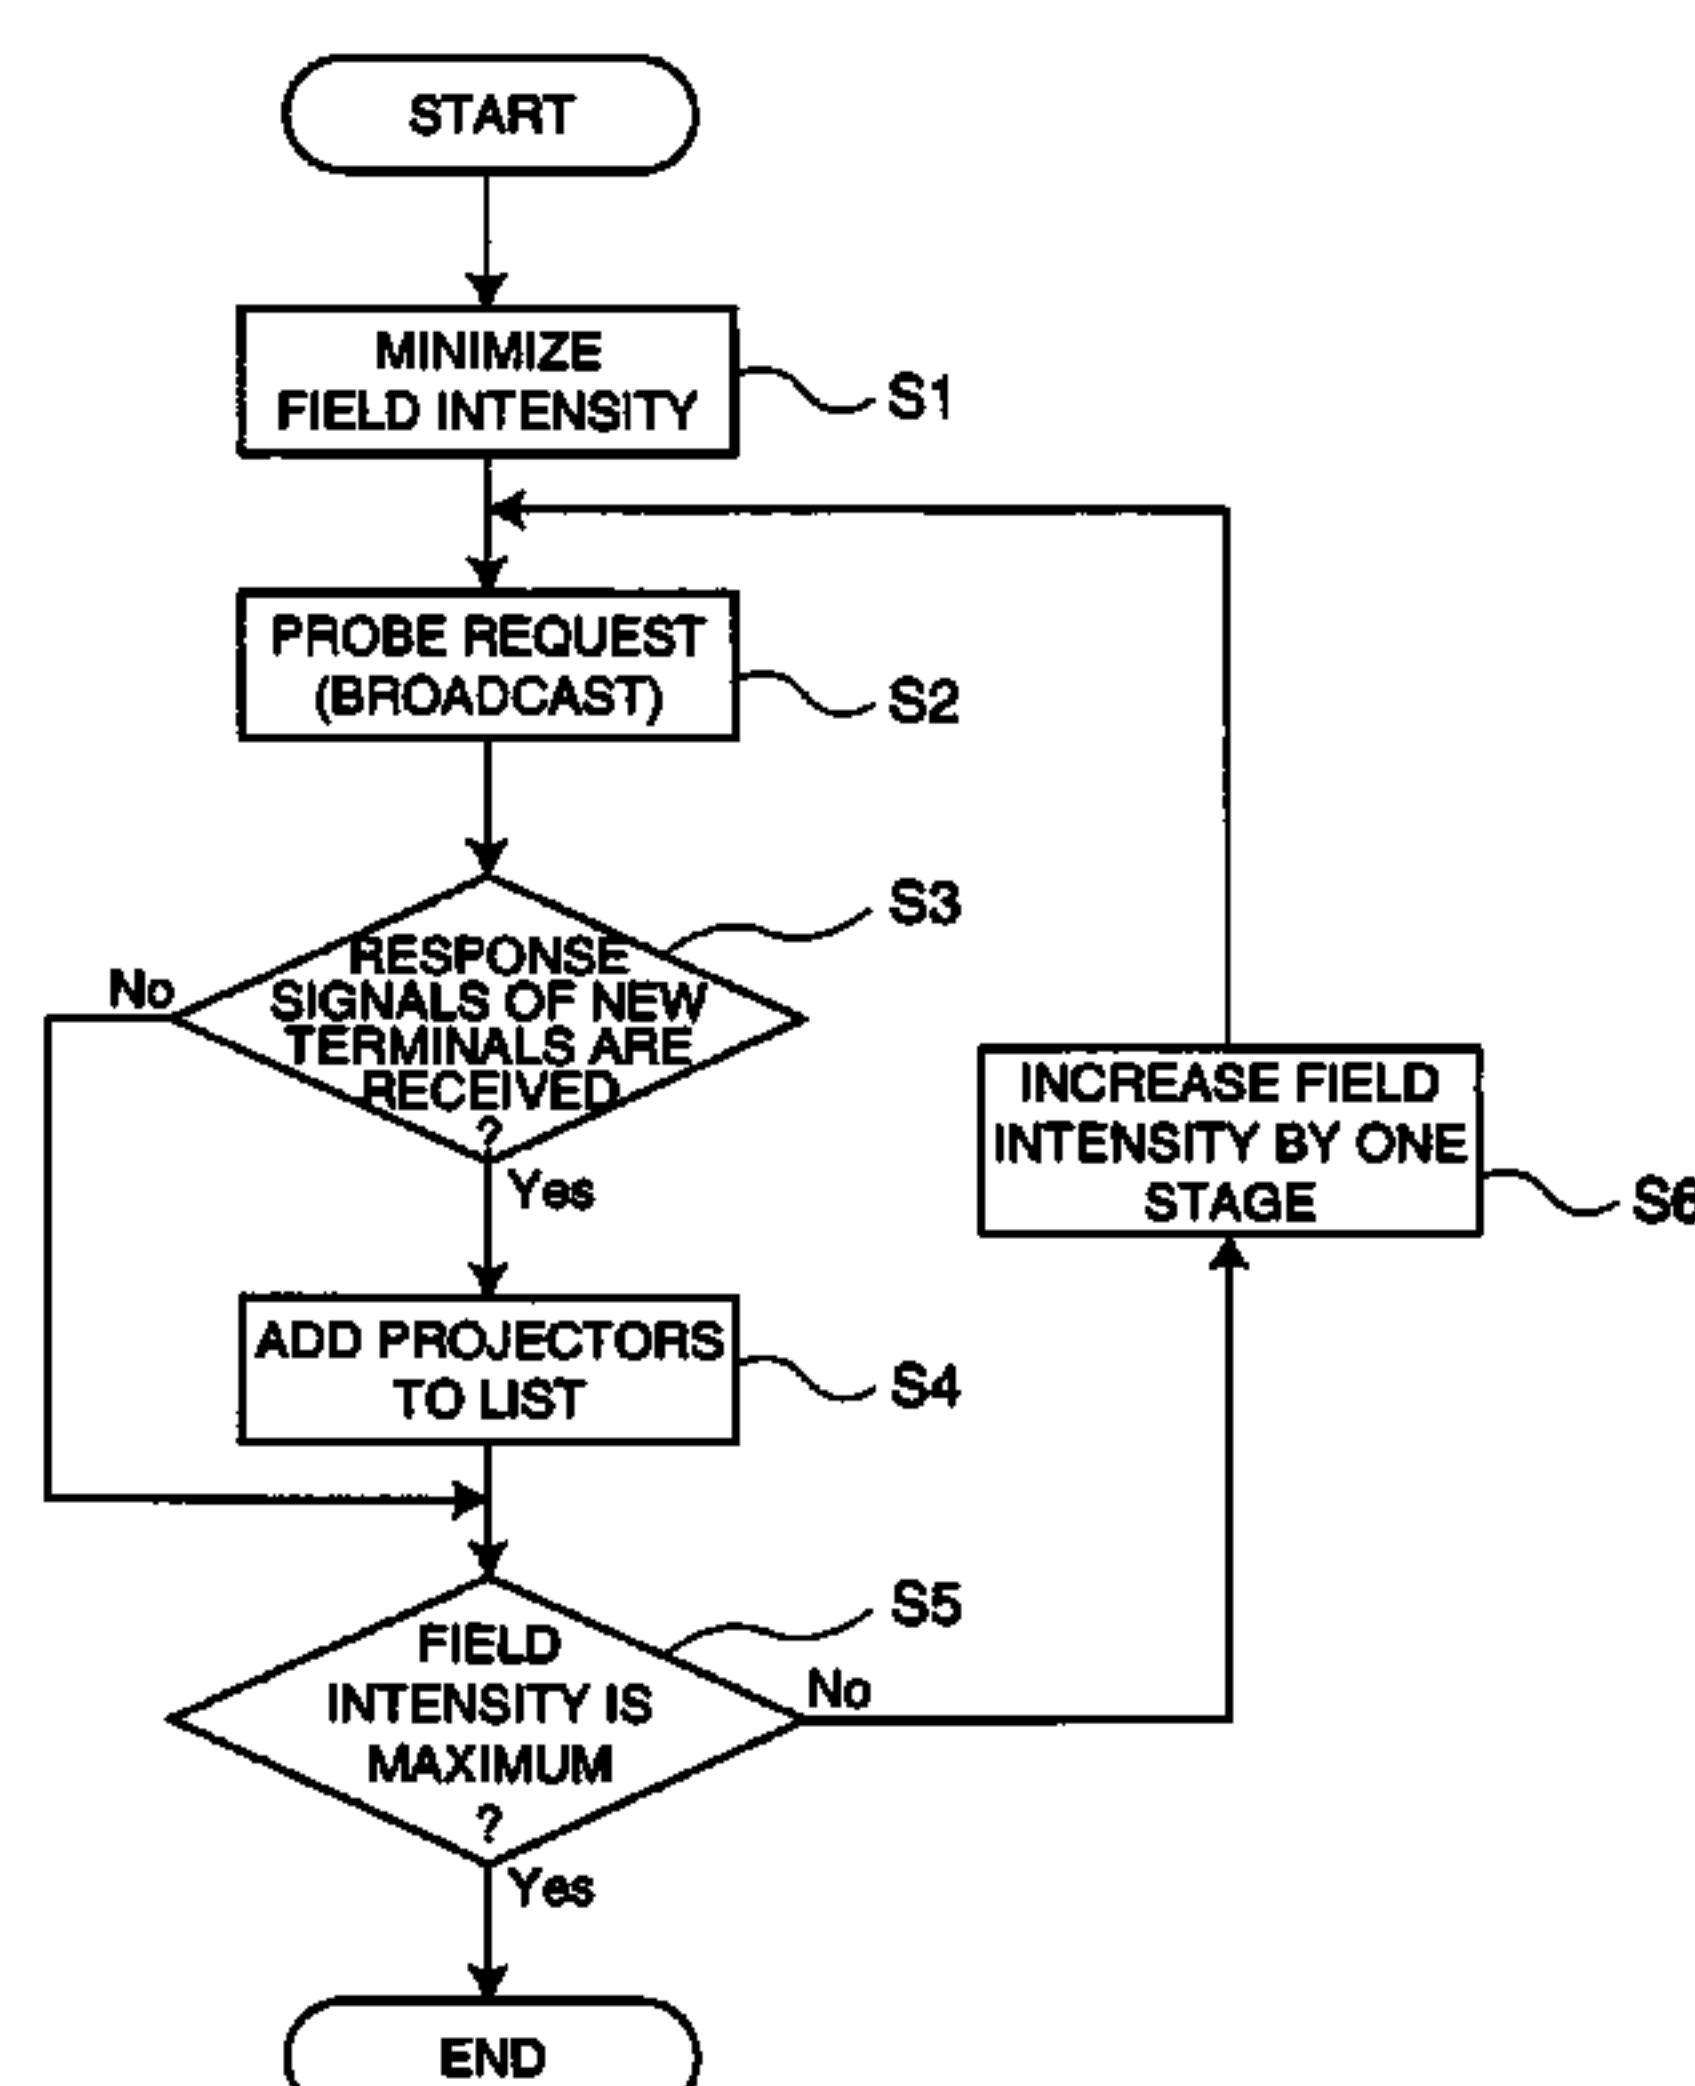 START
MINIMIZE
FIELD INTENSITY
S1
PROBE REQUEST
(BROADCAST)
S2
S3
RESPONSE
SIGNALS OF NEW
TERMINALS ARE
RECEIVED
?
No
Yes
INCREASE FIELD
INTENSITY BY ONE
STAGE
S6
ADD PROJECTORS
TO LIST
S4
S5
FIELD
INTENSITY IS
MAXIMUM
?
No
Yes
END